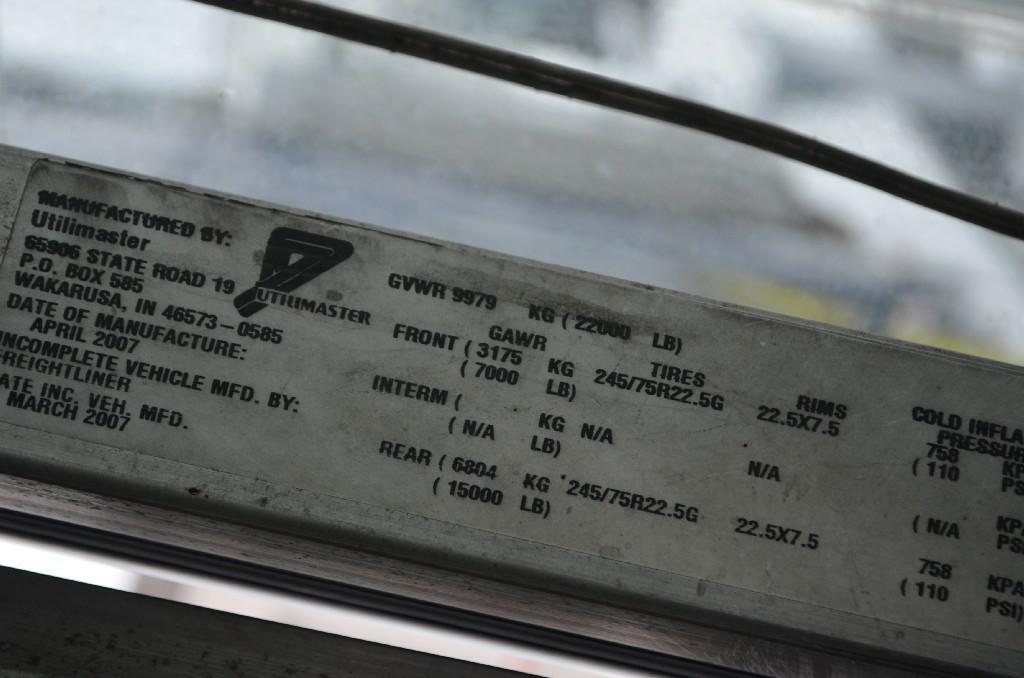 MANUFACTURED BY:
Utilimaster
65906 STATE ROAD 19
P.O. BOX 585
WAKARUSA, IN 46573-0585
DATE OF MANUFACTURE:
APRIL 2007
INCOMPLETE VEHICLE MFD. BY:
FREIGHTLINER
ATE INC. VEH. MFD.
MARCH 2007
UTILIMASTER
GVWR 9979 KG ( 22000 LB)
GAWR TIRES RIMS COLD INFLA
PRESSU
FRONT ( 3175 KG 245/75R22.5G 22.5X7.5 758 KP
( 7000 LB) ( 110 PS
INTERM ( KG N/A N/A ( N/A KP
( N/A LB) PS
REAR ( 6804 KG 245/75R22.5G 22.5X7.5 758 KPA
( 15000 LB) ( 110 PSI)